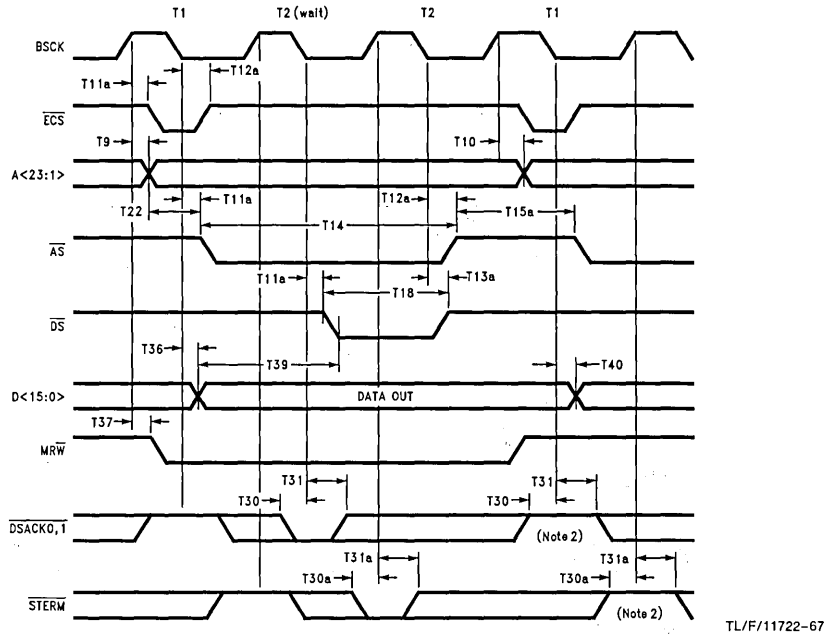 T1 T2 (wait) T2 T1
BSCK
T11a T12a
ECS
T9 T10
A<23:1>
T11a T12a
T22 T14 T15a
AS
T11a T18 T13a
DS
T36 T39 T40
D<15:0> DATA OUT
T37
MRW
T31 T31
T30 T30
DSACK0,1 (Note 2)
T31a T31a
T30a T30a
STERM (Note 2)
TL/F/11722-67